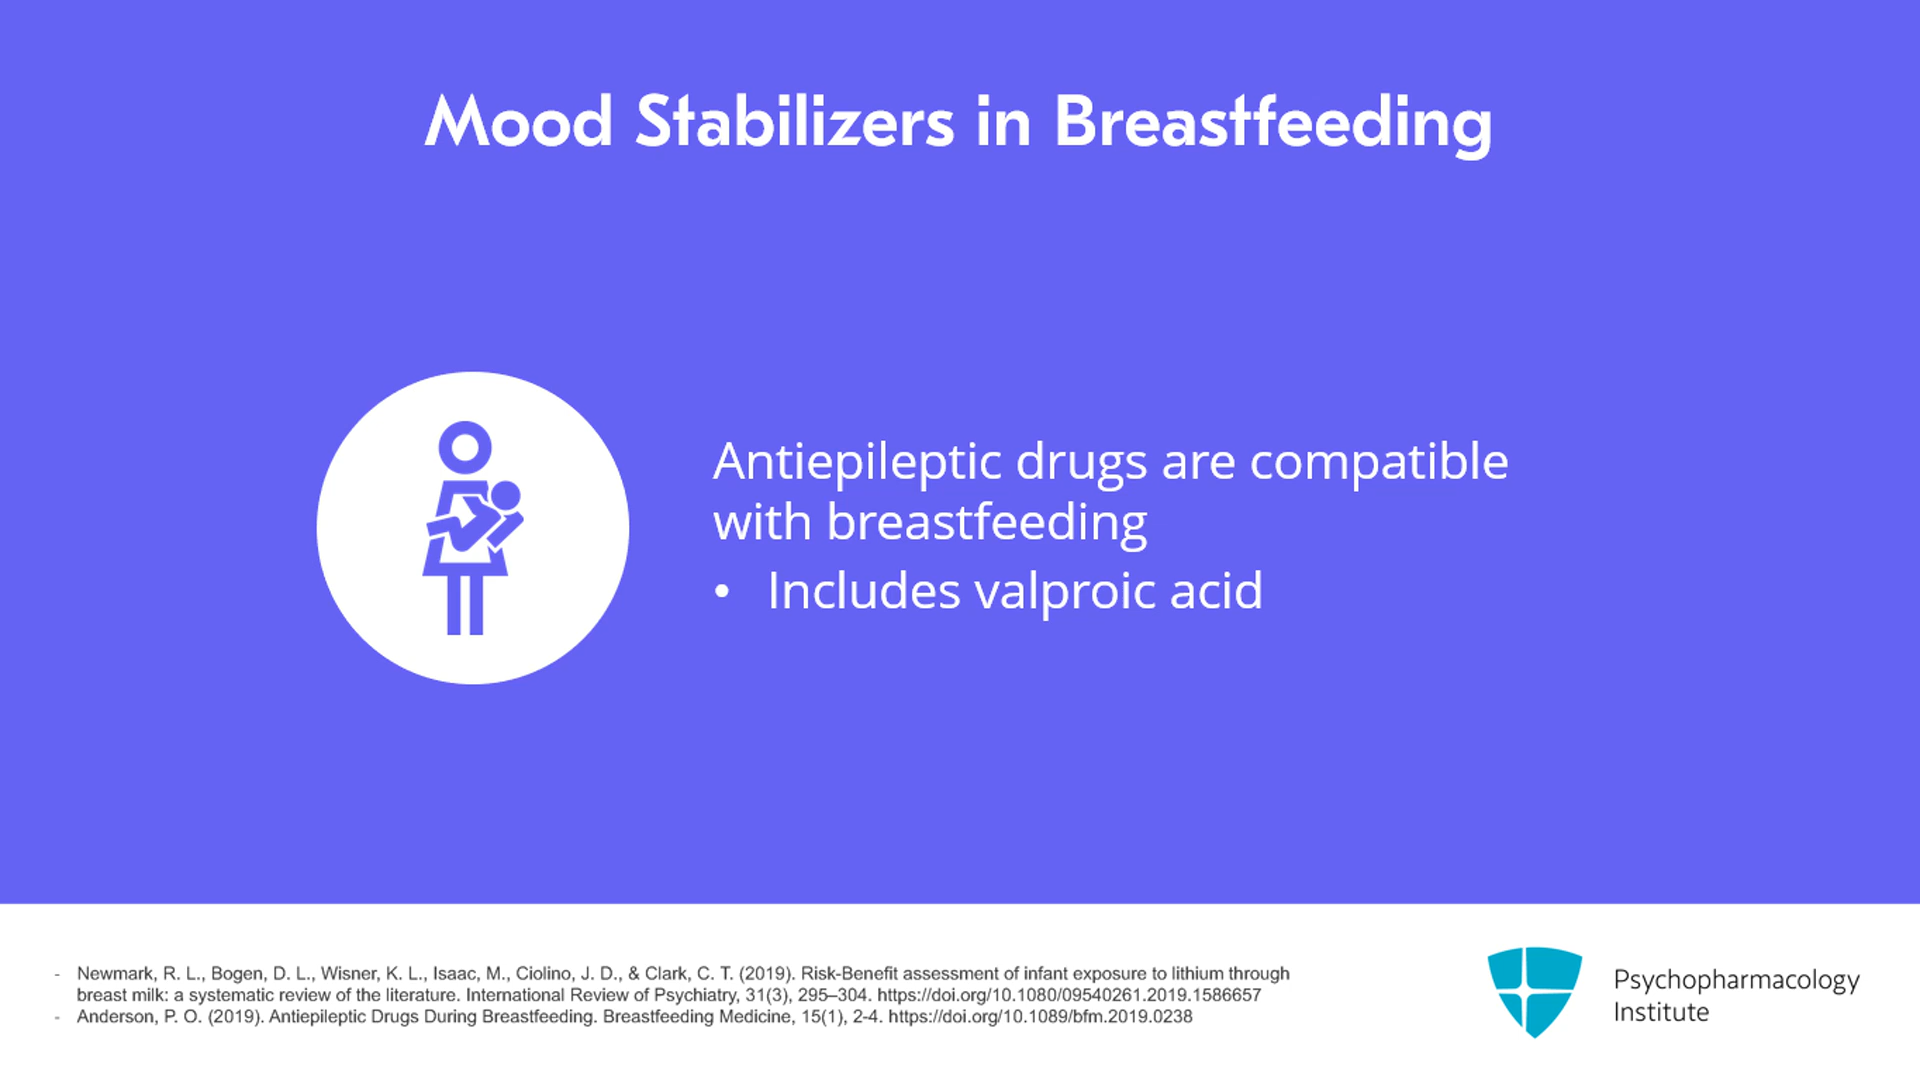 Mood Stabilizers in Breastfeeding
Antiepileptic drugs are compatible
with breastfeeding
• Includes valproic acid
- Newmark, R. L., Bogen, D. L., Wisner, K. L., Isaac, M., Ciolino, J. D., & Clark, C. T. (2019). Risk-Benefit assessment of infant exposure to lithium through
breast milk: a systematic review of the literature. International Review of Psychiatry, 31(3), 295–304. https://doi.org/10.1080/09540261.2019.1586657
- Anderson, P. O. (2019). Antiepileptic Drugs During Breastfeeding. Breastfeeding Medicine, 15(1), 2-4. https://doi.org/10.1089/bfm.2019.0238
Psychopharmacology
Institute